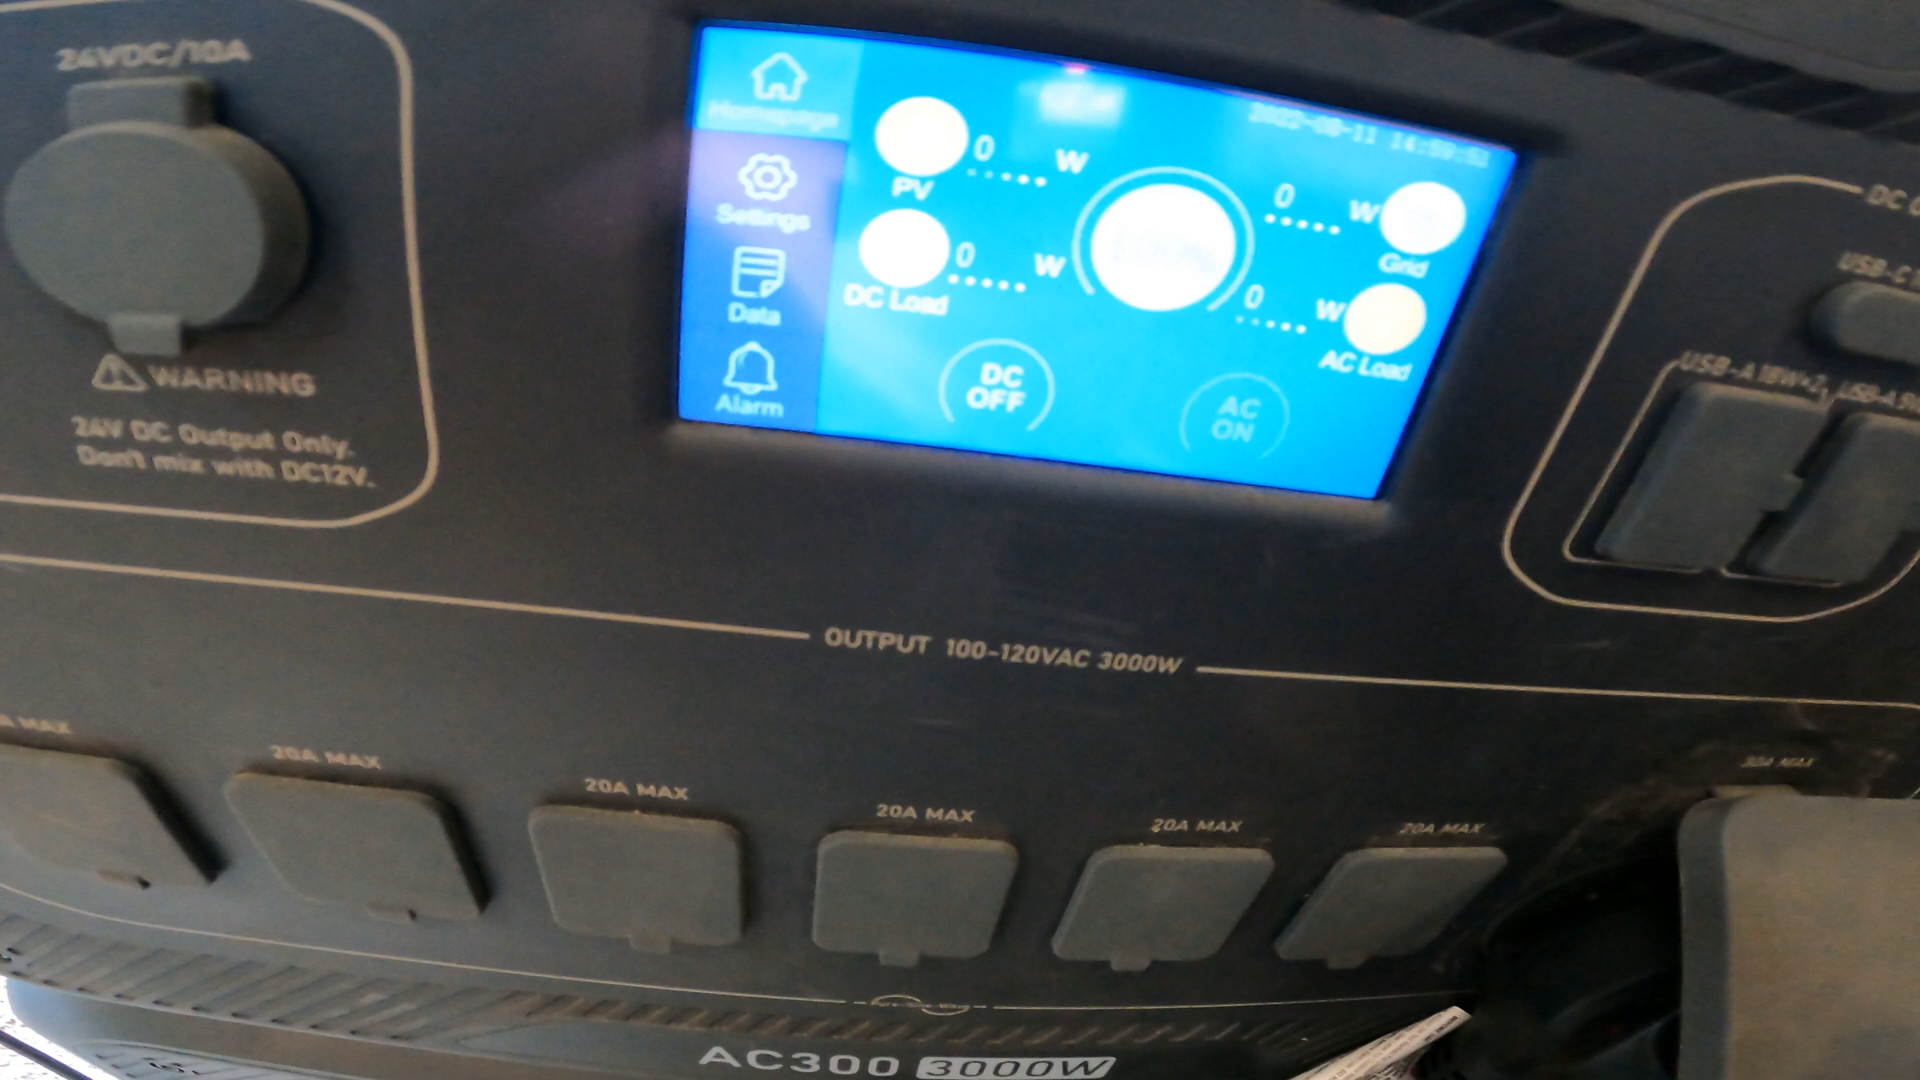 24VDC/10A
WARNING
24V DC Output Only.
Don't mix with DC12V.
Homepage
Settings
Data
Alarm
0 W
PV
0 W
DC Load
0 W
Grid
0 W
AC Load
DC
OFF
AC
ON
DC
USB-C
USB-A 18W*2, USB-A
OUTPUT 100-120VAC 3000W
A MAX
20A MAX
20A MAX
20A MAX
20A MAX
20A MAX
30A MAX
AC300 3000W